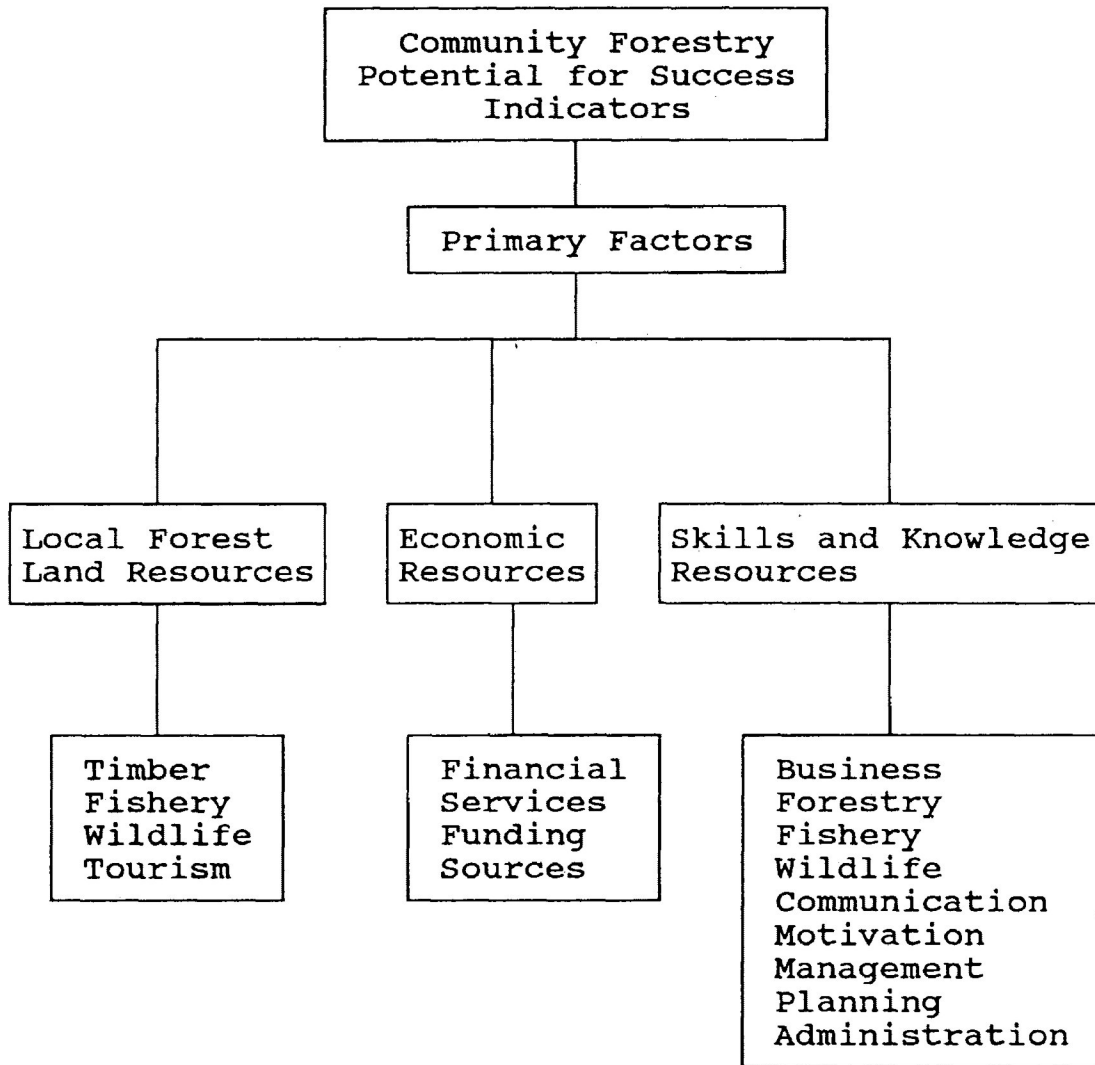 Community Forestry
Potential for Success
Indicators
Primary Factors
Local Forest
Land Resources
Economic
Resources
Skills and Knowledge
Resources
Timber
Fishery
Wildlife
Tourism
Financial
Services
Funding
Sources
Business
Forestry
Fishery
Wildlife
Communication
Motivation
Management
Planning
Administration